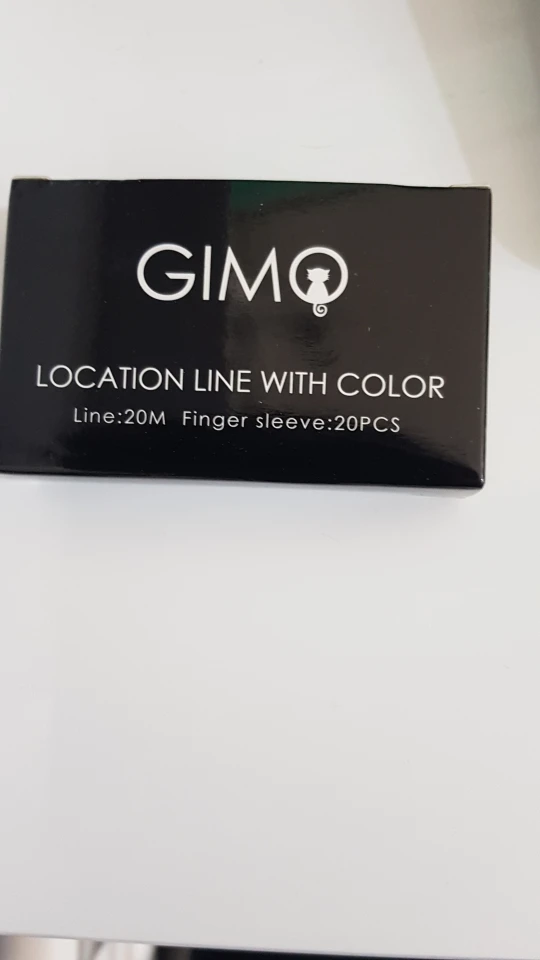 GIMO
LOCATION LINE WITH COLOR
Line:20M Finger sleeve:20PCS